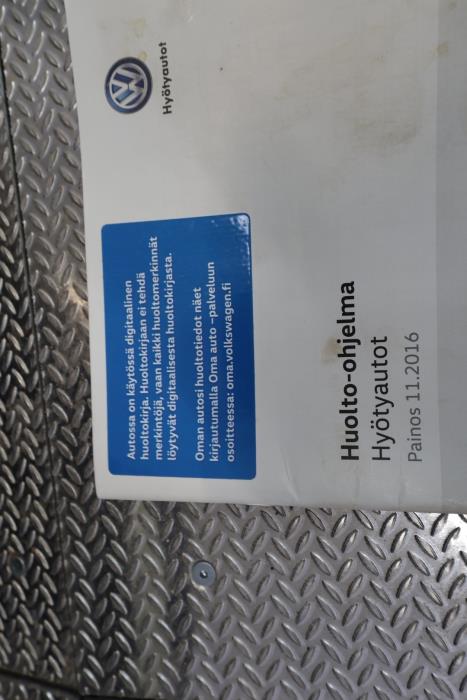 Hyötyautot
Autossa on käytössä digitaalinen
huoltokirja. Huoltokirjaan ei tehdä
merkintöjä, vaan kaikki huoltomerkinnät
löytyvät digitaalisesta huoltokirjasta.
Oman autosi huoltotiedot näet
kirjautumalla Oma auto –palveluun
osoitteessa: oma.volkswagen.fi
Huolto-ohjelma
Hyötyautot
Painos 11.2016